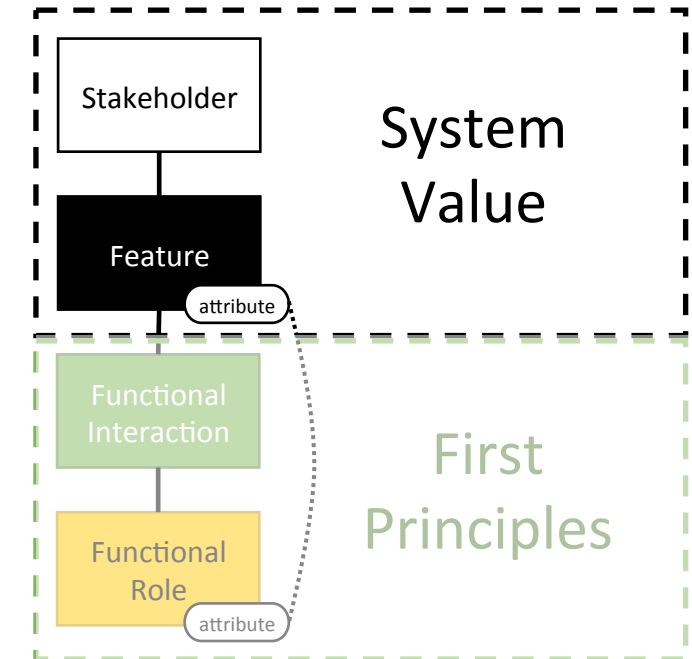 Stakeholder
System
Value
Feature
attribute
Functional
Interaction
First
Principles
Functional
Role
attribute